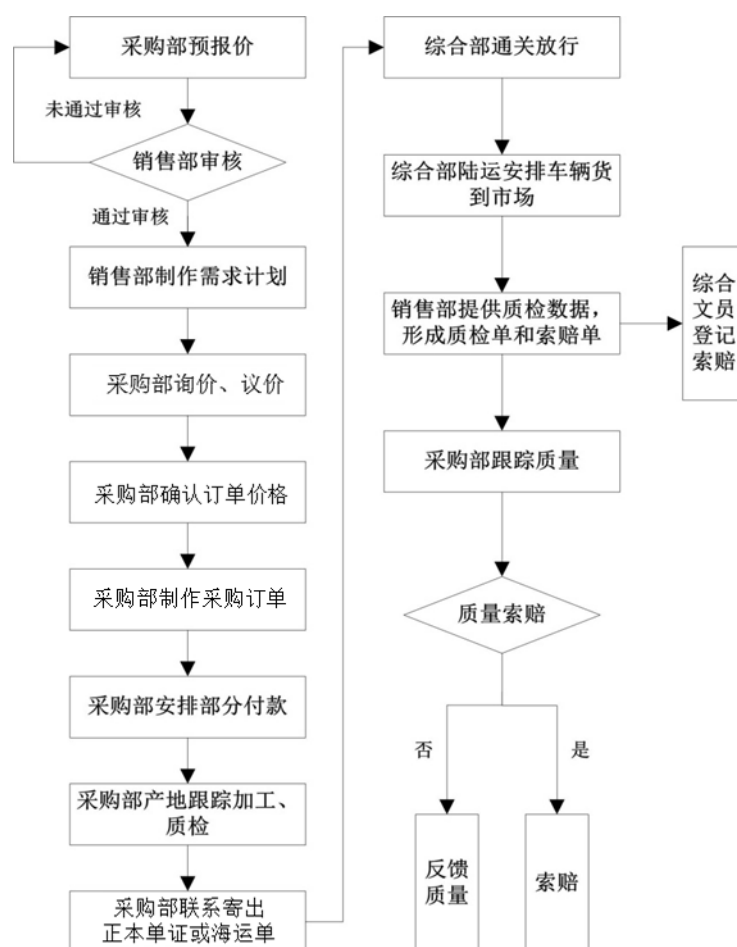 采购部预报价
未通过审核
销售部审核
通过审核
销售部制作需求计划
采购部询价、议价
采购部确认订单价格
采购部制作采购订单
采购部安排部分付款
采购部产地跟踪加工、
质检
采购部联系寄出
正本单证或海运单
综合部通关放行
综合部陆运安排车辆货
到市场
销售部提供质检数据，
形成质检单和索赔单
综合
文员
登记
索赔
采购部跟踪质量
质量索赔
否
是
反馈
质量
索赔